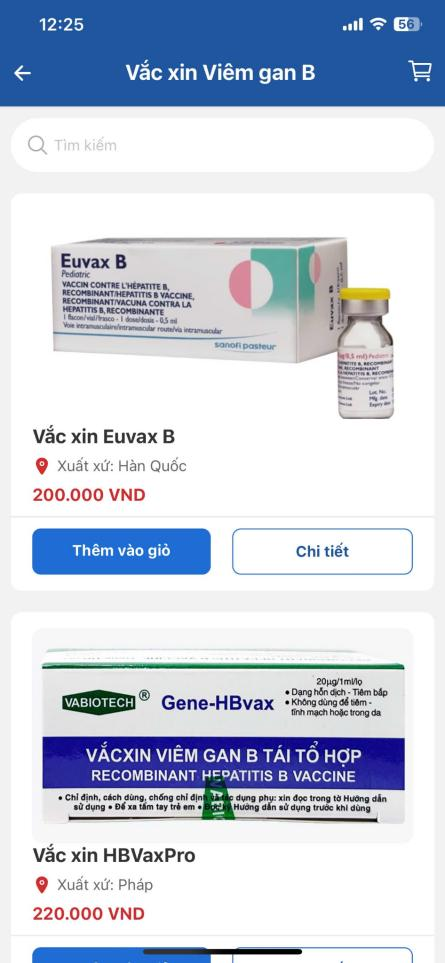 12:25
56
Vắc xin Viêm gan B
Tìm kiếm
Euvax B
Pediatric
VACCIN CONTRE L'HÉPATITE B,
RECOMBINANT/HEPATITIS B VACCINE,
RECOMBINANT/VACUNA CONTRA LA
HEPATITIS B, RECOMBINANTE
1 flacon/vial/frasco - 1 dose/dosis - 0,5 ml
Voie intramusculaire/intramuscular route/vía intramuscular
sanofi pasteur
Euvax B
Vắc xin Euvax B
Xuất xứ: Hàn Quốc
200.000 VND
Thêm vào giỏ
Chi tiết
VABIOTECH ®
Gene-HBvax
20µg/1ml/lọ
• Dạng hỗn dịch - Tiêm bắp
• Không dùng để tiêm -
tĩnh mạch hoặc trong da
VẮCXIN VIÊM GAN B TÁI TỔ HỢP
RECOMBINANT HEPATITIS B VACCINE
• Chỉ định, cách dùng, chống chỉ định và tác dụng phụ: xin đọc trong tờ Hướng dẫn
sử dụng • Để xa tầm tay trẻ em • Đọc kỹ Hướng dẫn sử dụng trước khi dùng
Vắc xin HBVaxPro
Xuất xứ: Pháp
220.000 VND